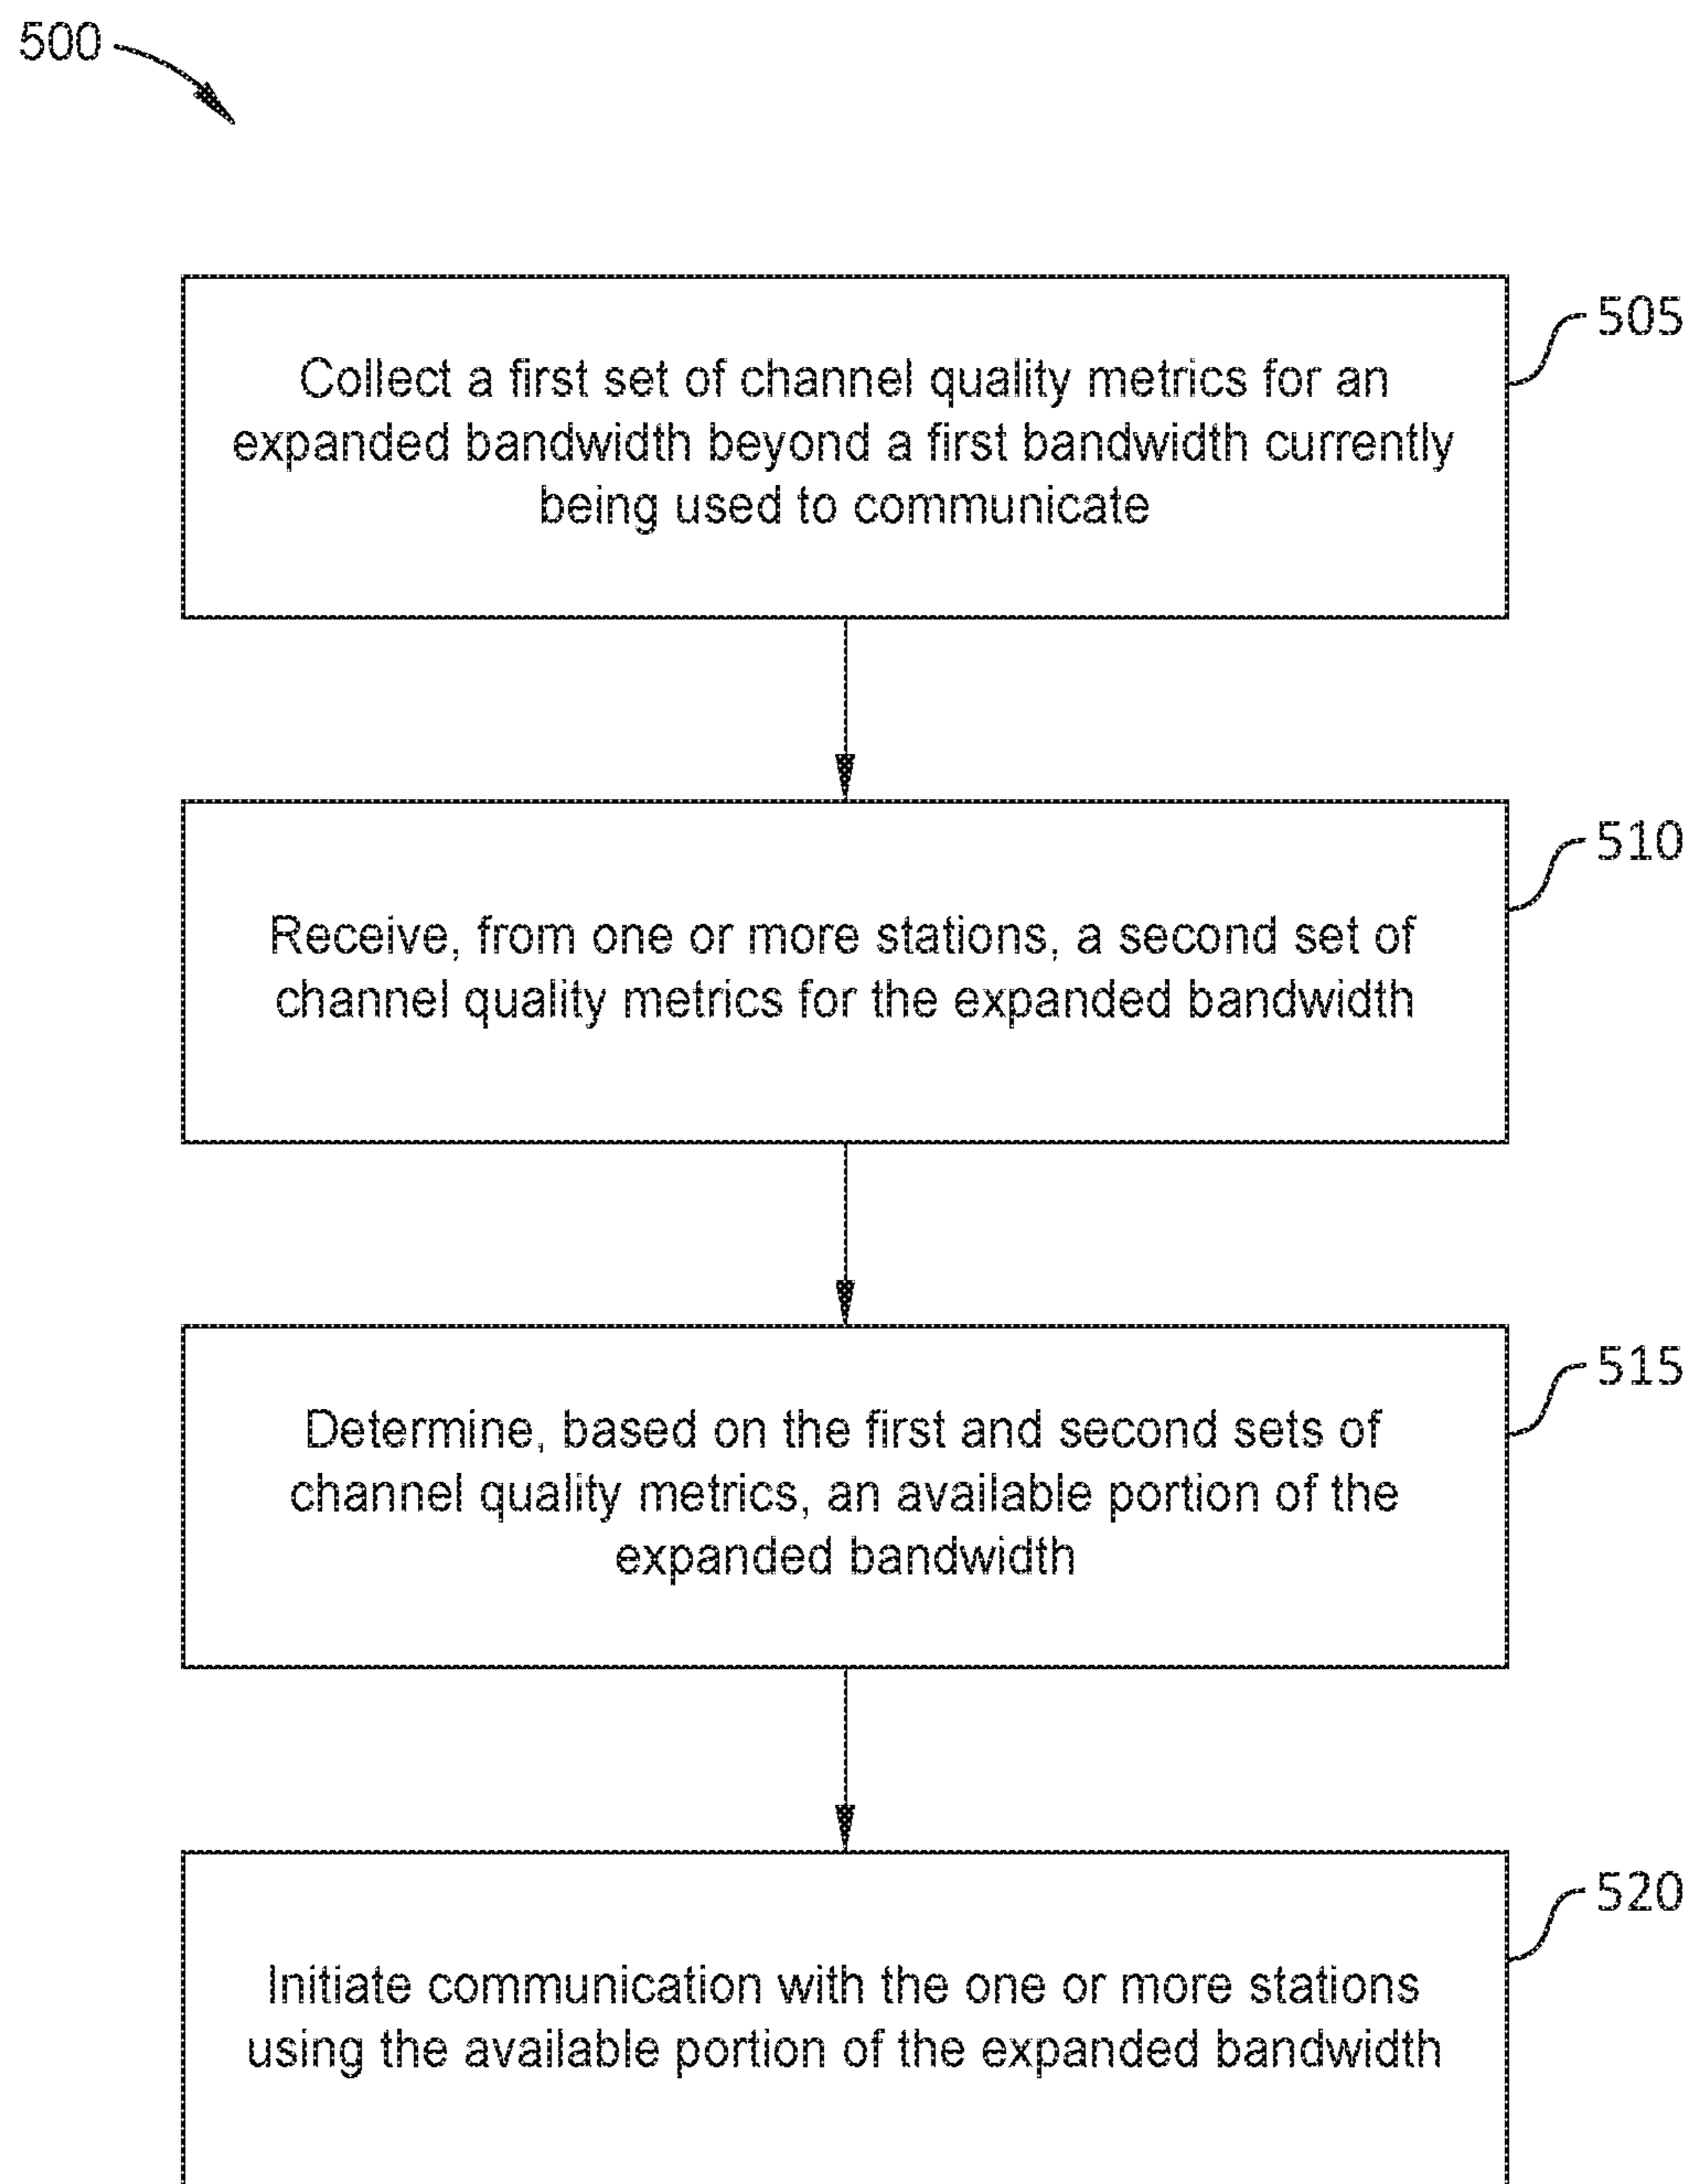 500
505
Collect a first set of channel quality metrics for an
expanded bandwidth beyond a first bandwidth currently
being used to communicate
510
Receive, from one or more stations, a second set of
channel quality metrics for the expanded bandwidth
515
Determine, based on the first and second sets of
channel quality metrics, an available portion of the
expanded bandwidth
520
Initiate communication with the one or more stations
using the available portion of the expanded bandwidth